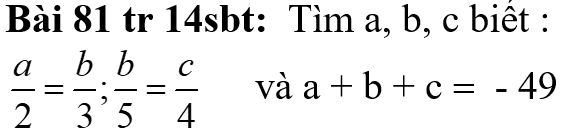 Bài 81 tr 14sbt: Tìm a, b, c biết :
a/2 = b/3; b/5 = c/4 và a + b + c = - 49